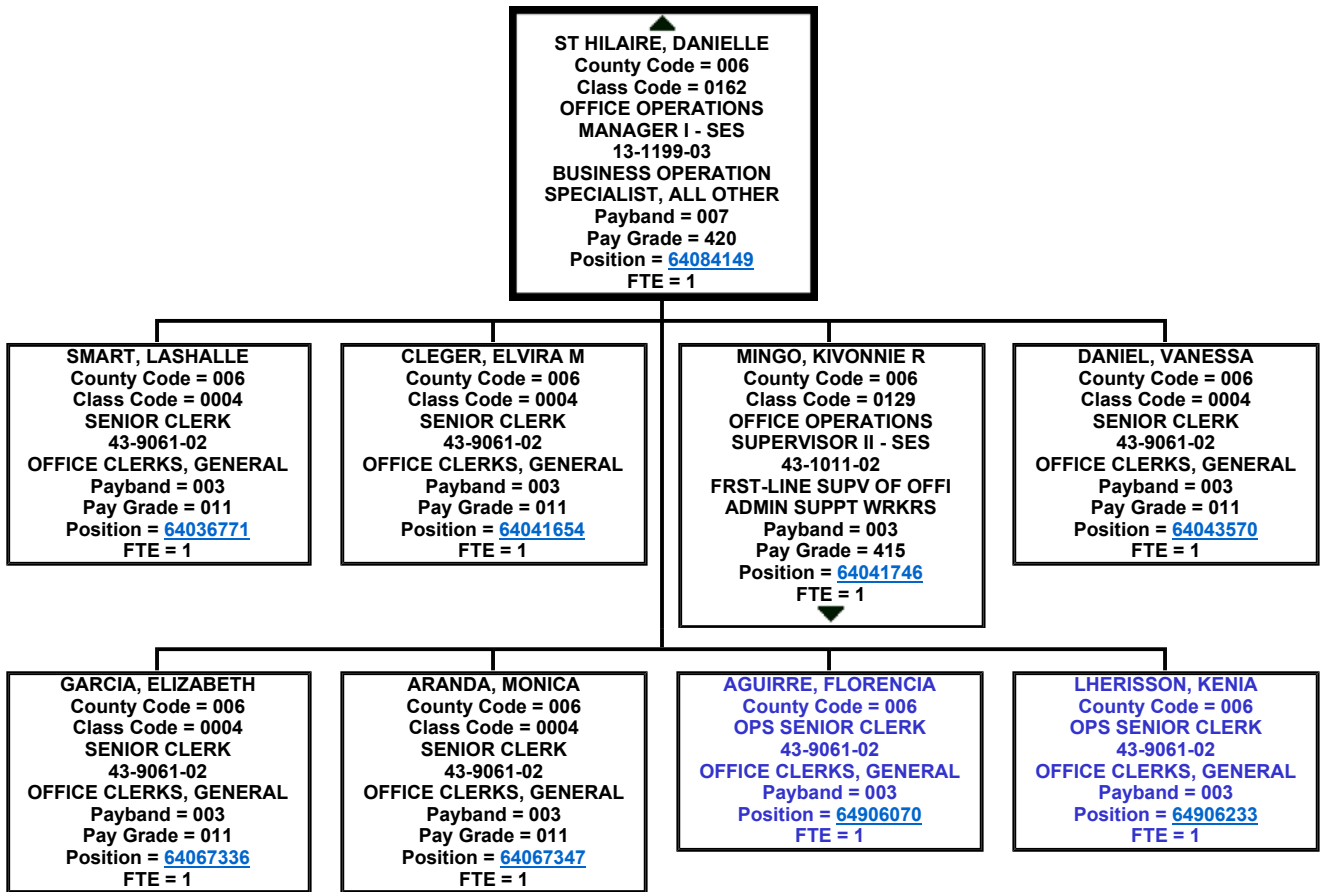 ST HILAIRE, DANIELLE
County Code = 006
Class Code = 0162
OFFICE OPERATIONS
MANAGER I - SES
13-1199-03
BUSINESS OPERATION
SPECIALIST, ALL OTHER
Payband = 007
Pay Grade = 420
Position = 64084149
FTE = 1
SMART, LASHALLE
County Code = 006
Class Code = 0004
SENIOR CLERK
43-9061-02
OFFICE CLERKS, GENERAL
Payband = 003
Pay Grade = 011
Position = 64036771
FTE = 1
CLEGER, ELVIRA M
County Code = 006
Class Code = 0004
SENIOR CLERK
43-9061-02
OFFICE CLERKS, GENERAL
Payband = 003
Pay Grade = 011
Position = 64041654
FTE = 1
MINGO, KIVONNIE R
County Code = 006
Class Code = 0129
OFFICE OPERATIONS
SUPERVISOR II - SES
43-1011-02
FRST-LINE SUPV OF OFFI
ADMIN SUPPT WRKRS
Payband = 003
Pay Grade = 415
Position = 64041746
FTE = 1
DANIEL, VANESSA
County Code = 006
Class Code = 0004
SENIOR CLERK
43-9061-02
OFFICE CLERKS, GENERAL
Payband = 003
Pay Grade = 011
Position = 64043570
FTE = 1
GARCIA, ELIZABETH
County Code = 006
Class Code = 0004
SENIOR CLERK
43-9061-02
OFFICE CLERKS, GENERAL
Payband = 003
Pay Grade = 011
Position = 64067336
FTE = 1
ARANDA, MONICA
County Code = 006
Class Code = 0004
SENIOR CLERK
43-9061-02
OFFICE CLERKS, GENERAL
Payband = 003
Pay Grade = 011
Position = 64067347
FTE = 1
AGUIRRE, FLORENCIA
County Code = 006
OPS SENIOR CLERK
43-9061-02
OFFICE CLERKS, GENERAL
Payband = 003
Position = 64906070
FTE = 1
LHERISSON, KENIA
County Code = 006
OPS SENIOR CLERK
43-9061-02
OFFICE CLERKS, GENERAL
Payband = 003
Position = 64906233
FTE = 1